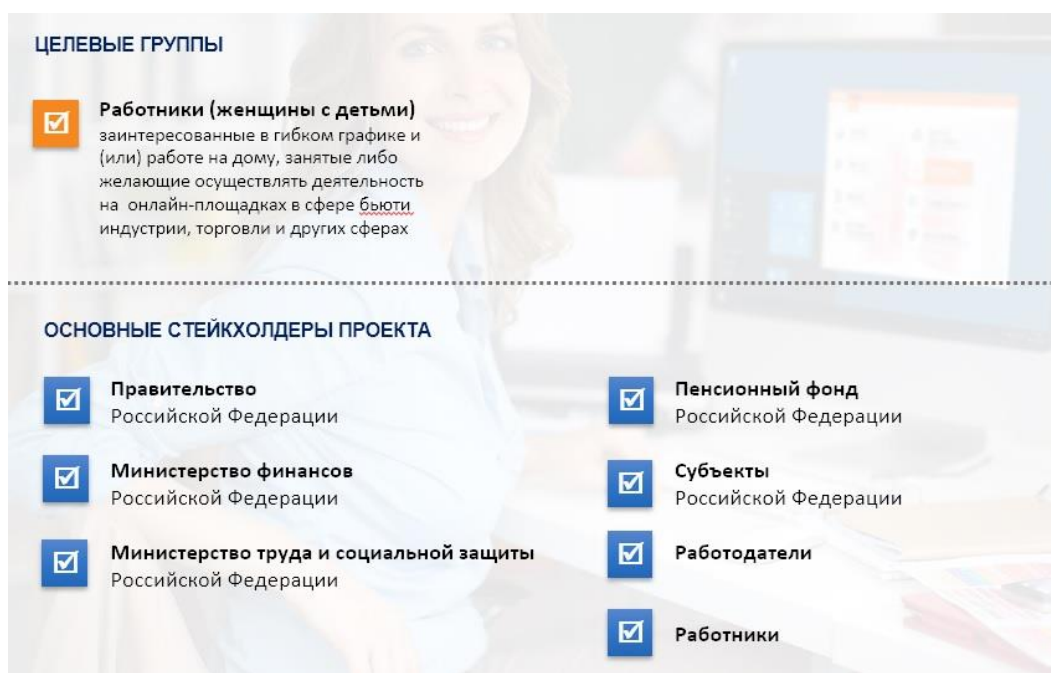 ЦЕЛЕВЫЕ ГРУППЫ
Работники (женщины с детьми)
заинтересованные в гибком графике и
(или) работе на дому, занятые либо
желающие осуществлять деятельность
на онлайн-площадках в сфере бьюти
индустрии, торговли и других сферах
ОСНОВНЫЕ СТЕЙКХОЛДЕРЫ ПРОЕКТА
Правительство
Российской Федерации
Министерство финансов
Российской Федерации
Министерство труда и социальной защиты
Российской Федерации
Пенсионный фонд
Российской Федерации
Субъекты
Российской Федерации
Работодатели
Работники